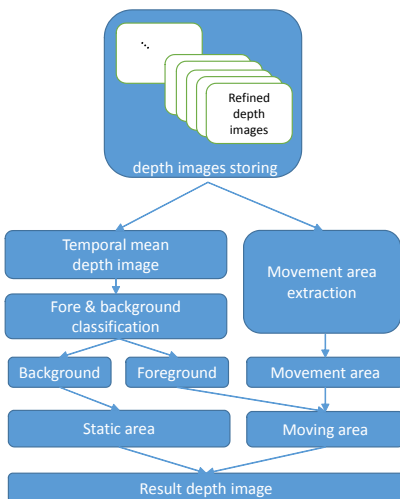 ⋱
Refined
depth
images
depth images storing
Temporal mean
depth image
Movement area
extraction
Fore & background
classification
Background
Foreground
Movement area
Static area
Moving area
Result depth image